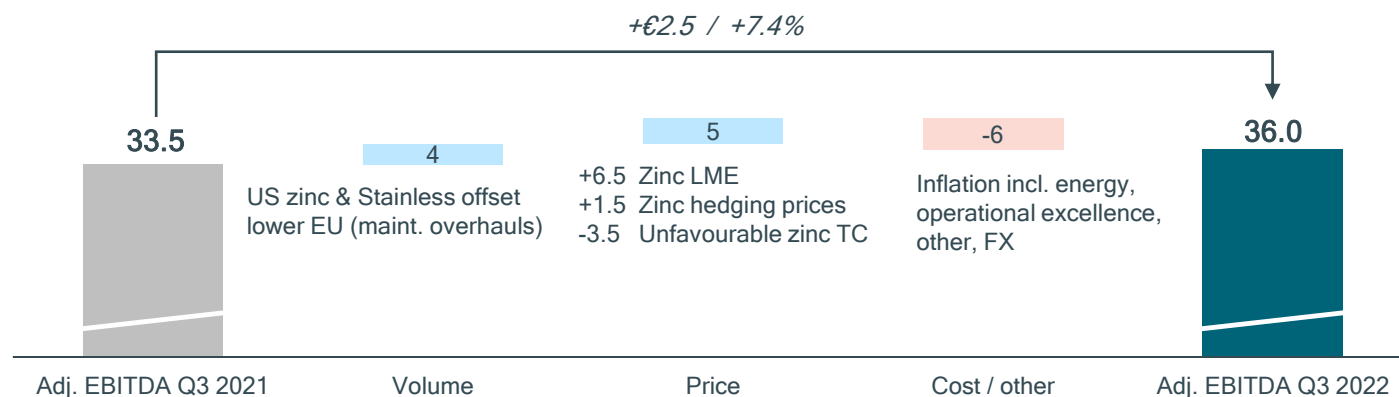 +€2.5 / +7.4%
33.5
4
US zinc & Stainless offset
lower EU (maint. overhauls)
5
+6.5 Zinc LME
+1.5 Zinc hedging prices
-3.5 Unfavourable zinc TC
-6
Inflation incl. energy,
operational excellence,
other, FX
36.0
Adj. EBITDA Q3 2021
Volume
Price
Cost / other
Adj. EBITDA Q3 2022